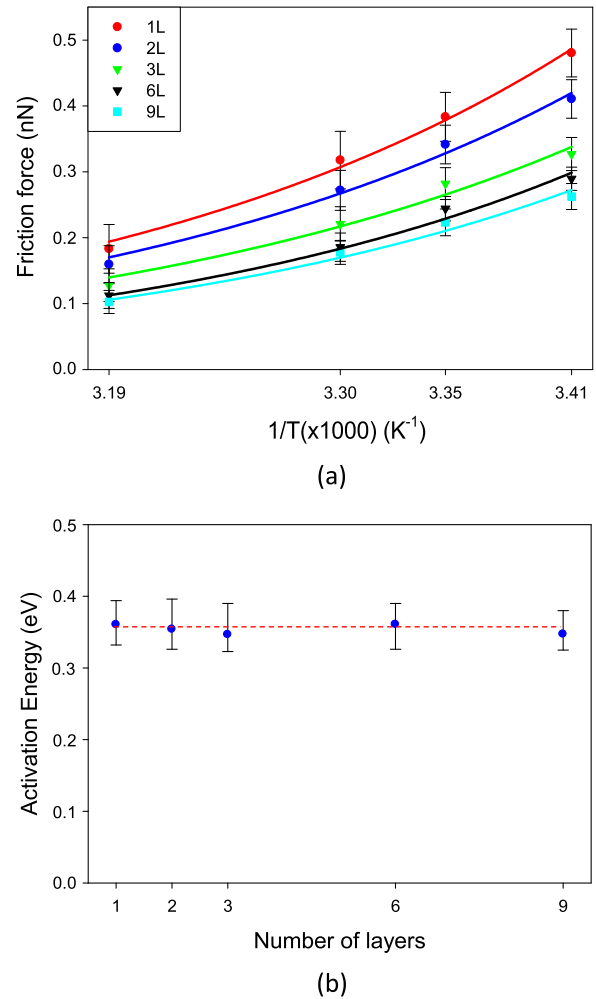 0.5
0.4
0.3
0.2
0.1
0.0
Friction force (nN)
1L
2L
3L
6L
9L
3.19 3.30 3.35 3.41
1/T(x1000) (K⁻¹)
(a)
0.5
0.4
0.3
0.2
0.1
0.0
Activation Energy (eV)
1 2 3 6 9
Number of layers
(b)